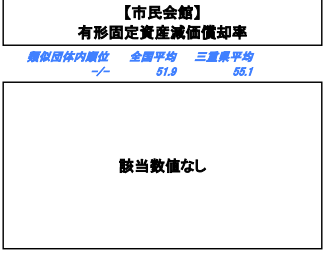 【市民会館】
有形固定資産減価償却率
類似団体内順位 全国平均 三重県平均
-/- 51.9 55.1
該当数値なし